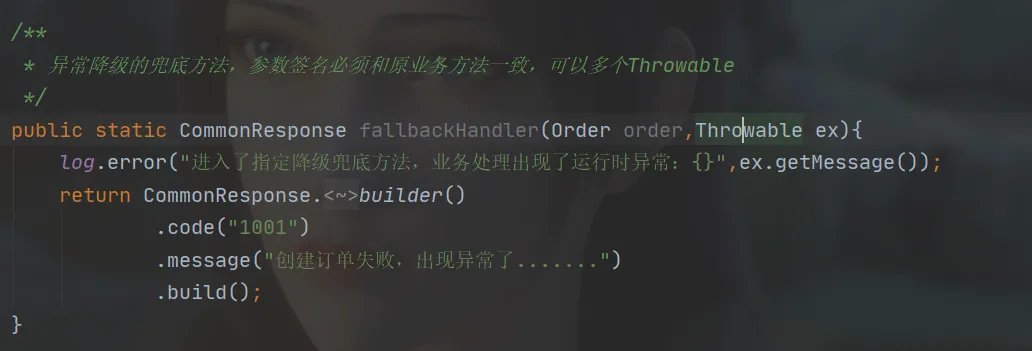 /**
 * 异常降级的兜底方法，参数签名必须和原业务方法一致，可以多个Throwable
 */
public static CommonResponse fallbackHandler(Order order,Throwable ex){
    log.error("进入了指定降级兜底方法，业务处理出现了运行时异常：{}",ex.getMessage());
    return CommonResponse.<~>builder()
            .code("1001")
            .message("创建订单失败，出现异常了.......")
            .build();
}